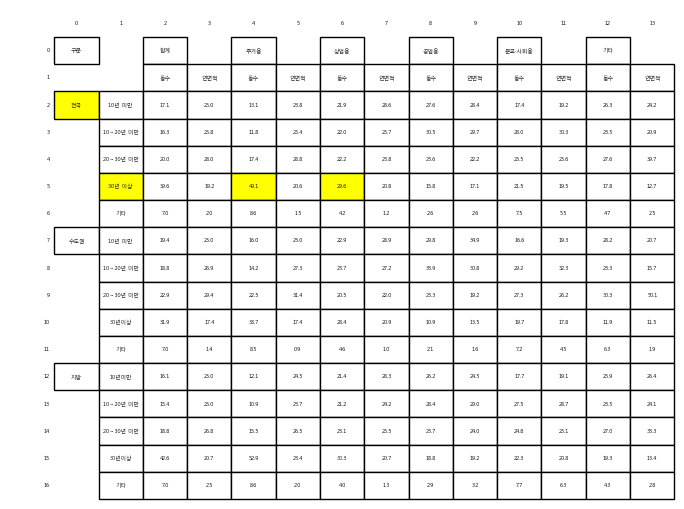 0 1 2 3 4 5 6 7 8 9 10 11 12 13
0 구분 합계 주거용 상업용 공업용 문교·사회용 기타
1 동수 연면적 동수 연면적 동수 연면적 동수 연면적 동수 연면적 동수 연면적
2 전국 10년 미만 17.1 25.0 13.1 23.8 21.9 26.6 27.6 28.4 17.4 19.2 26.3 24.2
3 10~20년 미만 16.3 25.8 11.8 25.4 22.0 25.7 30.5 29.7 28.0 30.3 23.5 20.9
4 20~30년 미만 20.0 28.0 17.4 28.8 22.2 25.8 23.6 22.2 25.5 25.6 27.6 39.7
5 30년 이상 39.6 19.2 49.1 20.6 29.6 20.8 15.8 17.1 21.5 19.5 17.8 12.7
6 기타 7.0 2.0 8.6 1.5 4.2 1.2 2.6 2.6 7.5 5.5 4.7 2.5
7 수도권 10년 미만 19.4 25.0 16.0 23.0 22.9 28.9 29.8 34.9 16.6 19.3 28.2 20.7
8 10~20년 미만 18.8 26.9 14.2 27.3 23.7 27.2 33.9 30.8 29.2 32.3 23.3 15.7
9 20~30년 미만 22.9 29.4 22.5 31.4 20.5 22.0 23.3 19.2 27.3 26.2 30.3 50.1
10 30년이상 31.9 17.4 38.7 17.4 28.4 20.9 10.9 13.5 19.7 17.8 11.9 11.5
11 기타 7.0 1.4 8.5 0.9 4.6 1.0 2.1 1.6 7.2 4.5 6.3 1.9
12 지방 10년미만 16.1 25.0 12.1 24.5 21.4 28.3 26.2 24.5 17.7 19.1 25.9 26.4
13 10~20년 미만 15.4 25.0 10.9 23.7 21.2 24.2 28.4 29.0 27.5 28.7 23.5 24.1
14 20~30년 미만 18.8 26.8 15.5 26.5 23.1 25.5 23.7 24.0 24.8 25.1 27.0 33.3
15 30년이상 42.6 20.7 52.9 23.4 30.3 20.7 18.8 19.2 22.3 20.8 19.3 13.4
16 기타 7.0 2.5 8.6 2.0 4.0 1.3 2.9 3.2 7.7 6.3 4.3 2.8